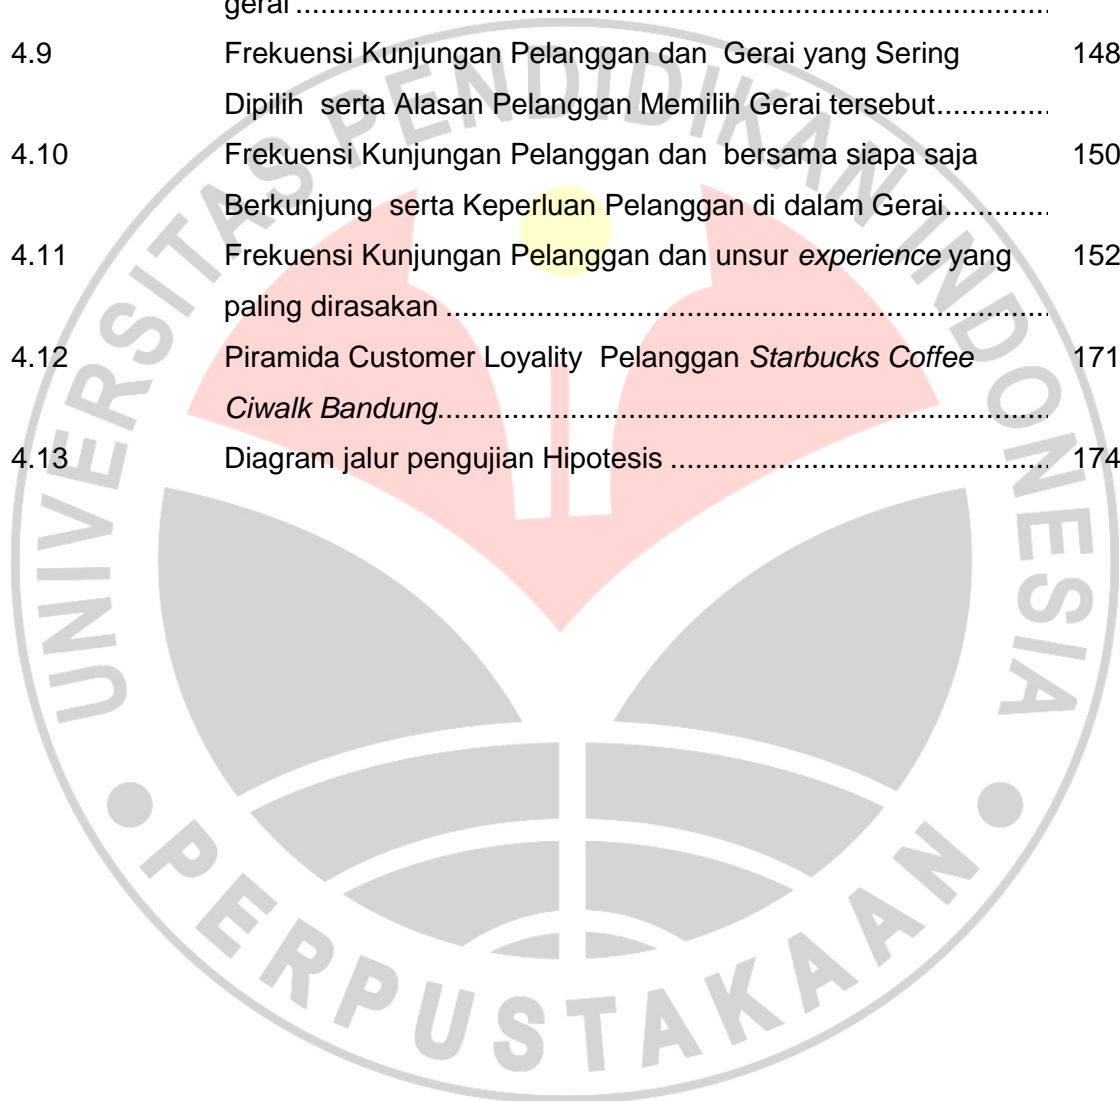 gerai ........................................................................................................
4.9 Frekuensi Kunjungan Pelanggan dan Gerai yang Sering 148
Dipilih serta Alasan Pelanggan Memilih Gerai tersebut..............
4.10 Frekuensi Kunjungan Pelanggan dan bersama siapa saja 150
Berkunjung serta Keperluan Pelanggan di dalam Gerai.............
4.11 Frekuensi Kunjungan Pelanggan dan unsur experience yang 152
paling dirasakan ...........................................................................
4.12 Piramida Customer Loyality Pelanggan Starbucks Coffee 171
Ciwalk Bandung............................................................................
4.13 Diagram jalur pengujian Hipotesis ............................................... 174
UNIVERSITAS PENDIDIKAN INDONESIA
PERPUSTAKAAN